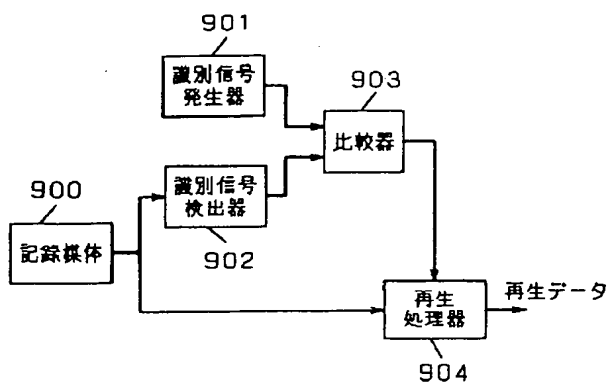 901
識別信号
発生器
903
比較器
900
識別信号
検出器
記録媒体
902
再生
処理器
再生データ
904